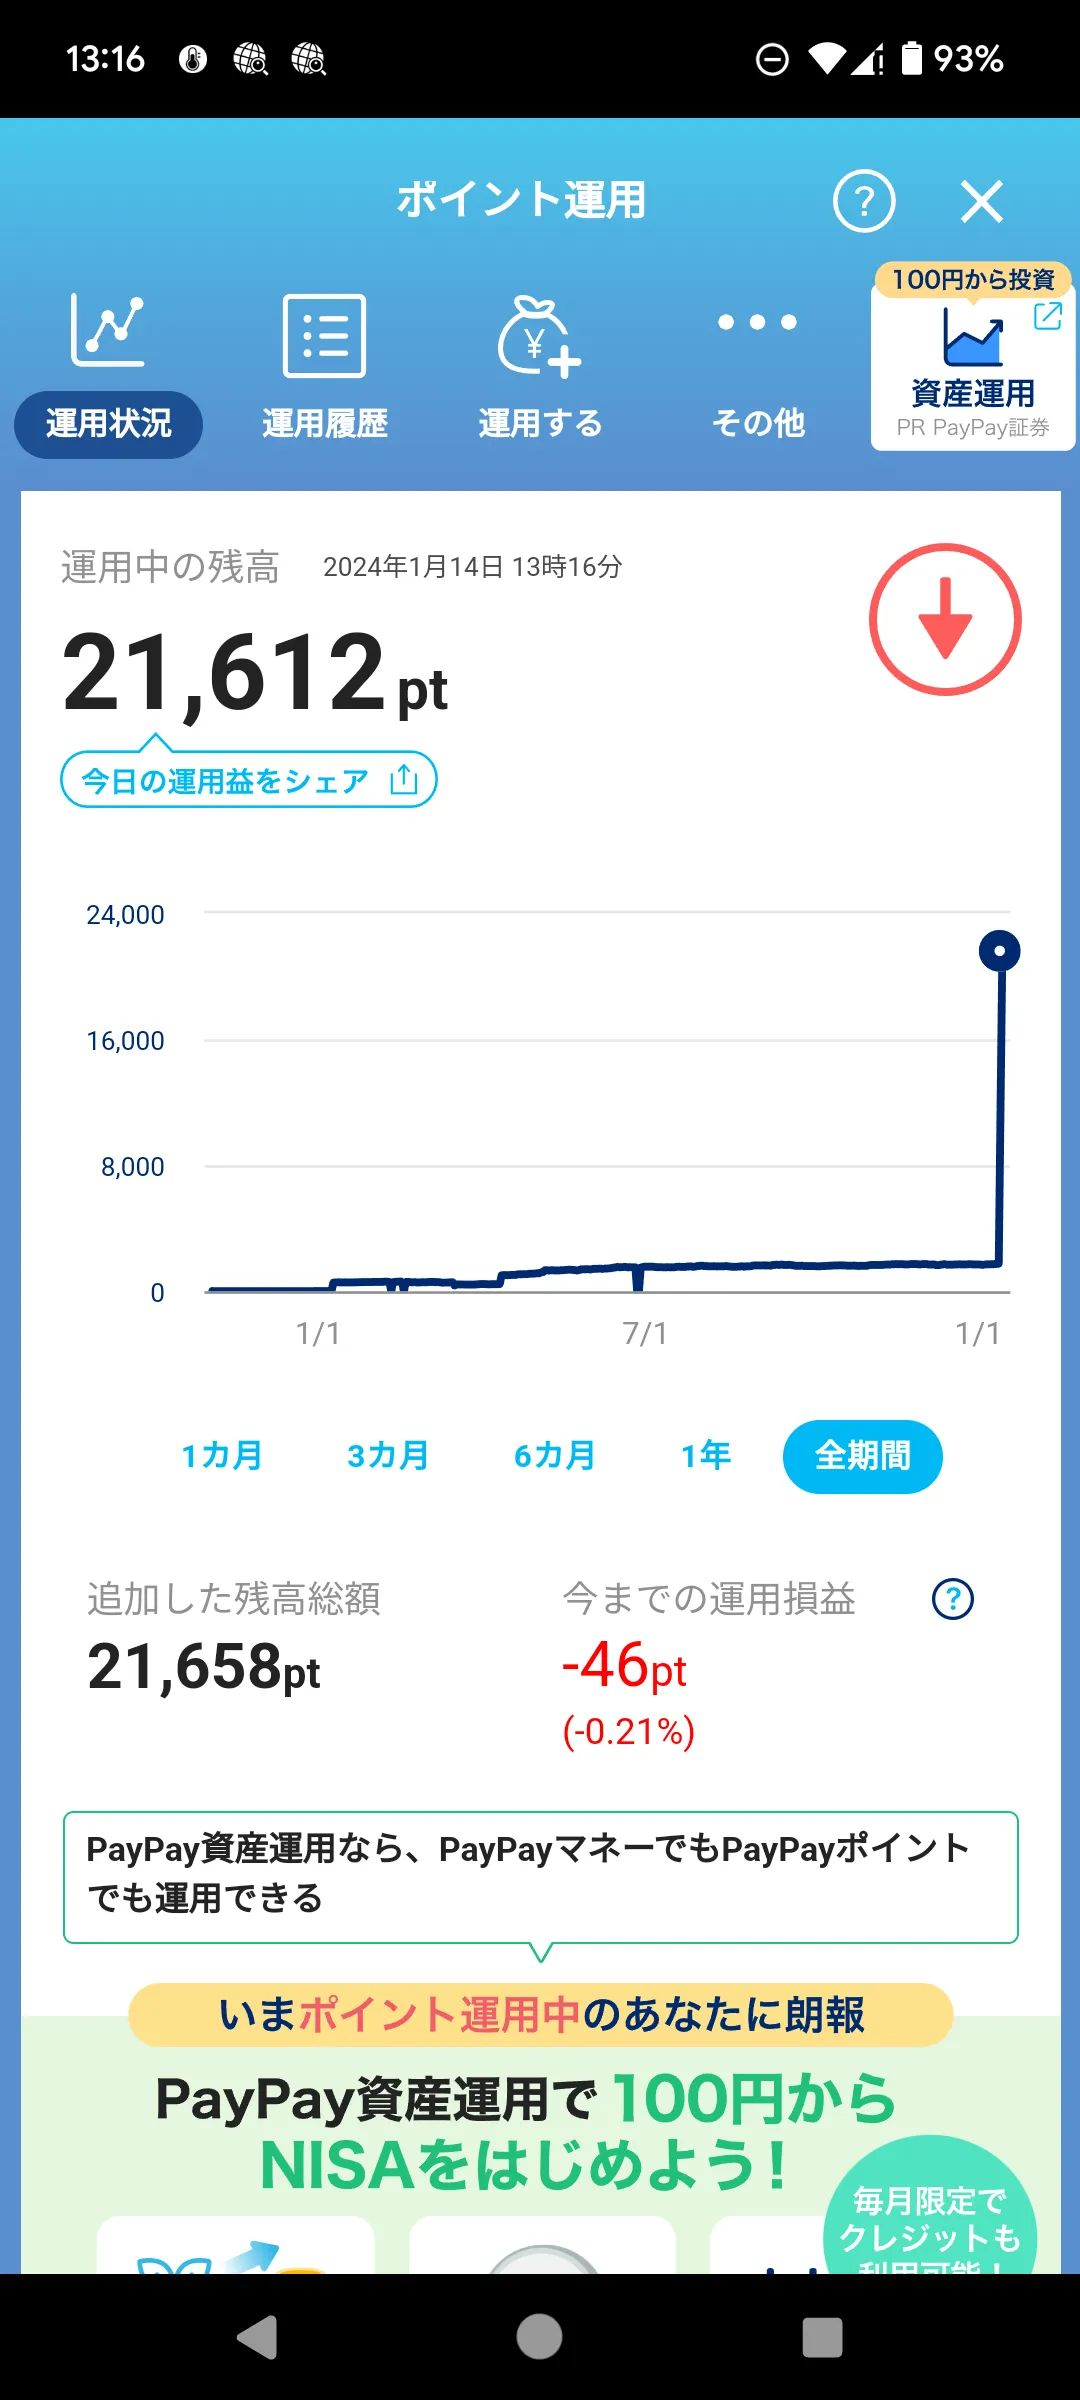 13:16
93%
ポイント運用
?
100円から投資
資産運用
PR PayPay証券
運用状況
運用履歴
¥
運用する
その他
運用中の残高 2024年1月14日 13時16分
21,612pt
今日の運用益をシェア
24,000
16,000
8,000
0
1/1 7/1 1/1
1カ月 3カ月 6カ月 1年 全期間
追加した残高総額
21,658pt
今までの運用損益 ?
-46pt
(-0.21%)
PayPay資産運用なら、PayPayマネーでもPayPayポイント
でも運用できる
いまポイント運用中のあなたに朗報
PayPay資産運用で100円から
NISAをはじめよう！
毎月限定で
クレジットも
利用可能！